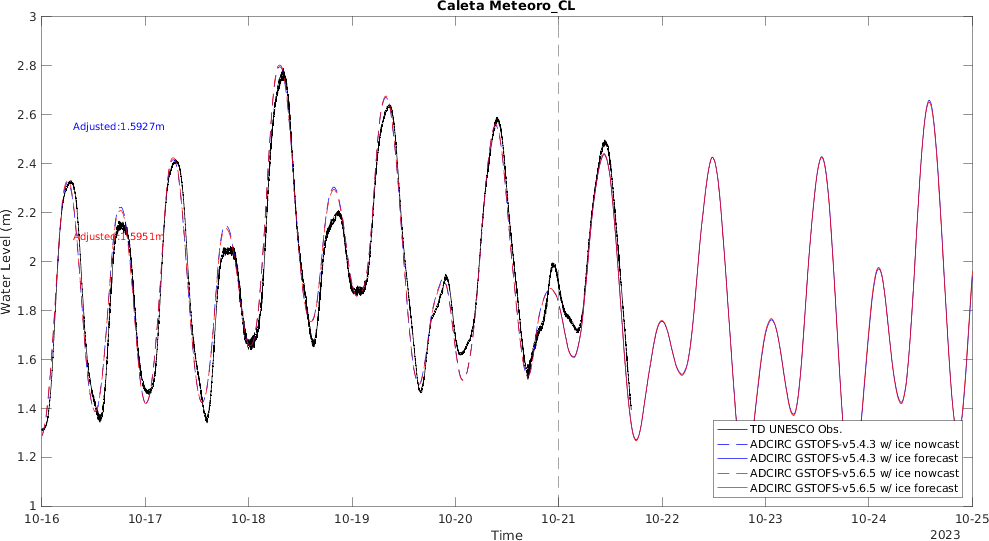 Caleta Meteoro_CL
3
2.8
2.6
2.4
2.2
2
1.8
1.6
1.4
1.2
1
Water Level (m)
Adjusted:1.5927m
Adjusted:1.5951m
TD UNESCO Obs.
ADCIRC GSTOFS-v5.4.3 w/ ice nowcast
ADCIRC GSTOFS-v5.4.3 w/ ice forecast
ADCIRC GSTOFS-v5.6.5 w/ ice nowcast
ADCIRC GSTOFS-v5.6.5 w/ ice forecast
10-16 10-17 10-18 10-19 10-20 10-21 10-22 10-23 10-24 10-25
Time
2023